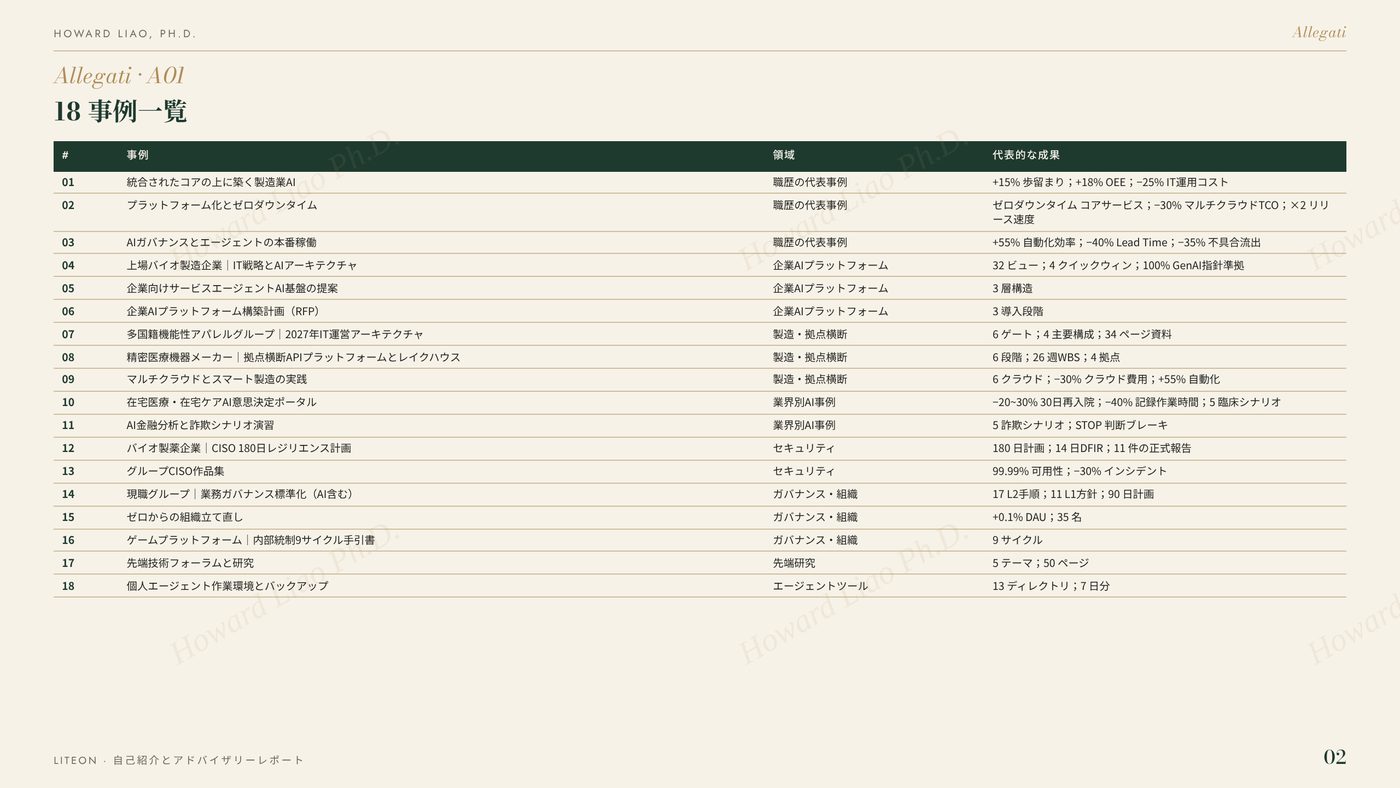 HOWARD LIAO, PH.D.
Allegati
Allegati · A01
18 事例一覧
# 事例 領域 代表的な成果
01 統合されたコアの上に築く製造業AI 職歴の代表事例 +15% 歩留まり；+18% OEE；−25% IT運用コスト
02 プラットフォーム化とゼロダウンタイム 職歴の代表事例 ゼロダウンタイム コアサービス；−30% マルチクラウドTCO；×2 リリ
ース速度
03 AIガバナンスとエージェントの本番稼働 職歴の代表事例 +55% 自動化効率；−40% Lead Time；−35% 不具合流出
04 上場バイオ製造企業｜IT戦略とAIアーキテクチャ 企業AIプラットフォーム 32 ビュー；4 クイックウィン；100% GenAI指針準拠
05 企業向けサービスエージェントAI基盤の提案 企業AIプラットフォーム 3 層構造
06 企業AIプラットフォーム構築計画（RFP） 企業AIプラットフォーム 3 導入段階
07 多国籍機能性アパレルグループ｜2027年IT運営アーキテクチャ 製造・拠点横断 6 ゲート；4 主要構成；34 ページ資料
08 精密医療機器メーカー｜拠点横断APIプラットフォームとレイクハウス 製造・拠点横断 6 段階；26 週WBS；4 拠点
09 マルチクラウドとスマート製造の実践 製造・拠点横断 6 クラウド；−30% クラウド費用；+55% 自動化
10 在宅医療・在宅ケアAI意思決定ポータル 業界別AI事例 −20~30% 30日再入院；−40% 記録作業時間；5 臨床シナリオ
11 AI金融分析と詐欺シナリオ演習 業界別AI事例 5 詐欺シナリオ；STOP 判断ブレーキ
12 バイオ製薬企業｜CISO 180日レジリエンス計画 セキュリティ 180 日計画；14 日DFIR；11 件の正式報告
13 グループCISO作品集 セキュリティ 99.99% 可用性；−30% インシデント
14 現職グループ｜業務ガバナンス標準化（AI含む） ガバナンス・組織 17 L2手順；11 L1方針；90 日計画
15 ゼロからの組織立て直し ガバナンス・組織 +0.1% DAU；35 名
16 ゲームプラットフォーム｜内部統制9サイクル手引書 ガバナンス・組織 9 サイクル
17 先端技術フォーラムと研究 先端研究 5 テーマ；50 ページ
18 個人エージェント作業環境とバックアップ エージェントツール 13 ディレクトリ；7 日分
Howard Liao Ph.D.
Howard Liao Ph.D.
Howard
Howard Liao Ph.D.
Howard Liao Ph.D.
Howard
LITEON · 自己紹介とアドバイザリーレポート
02